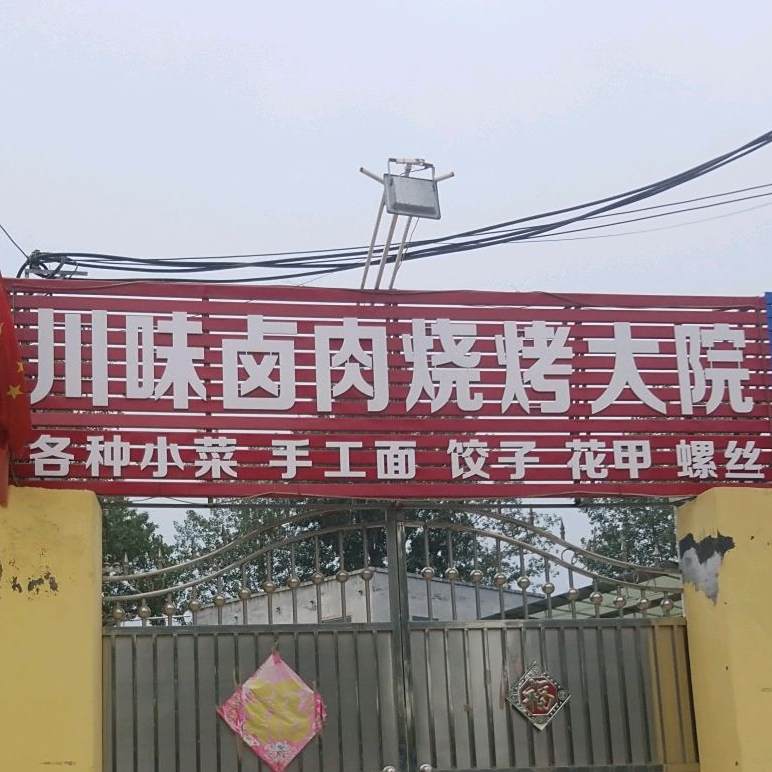 川味卤肉烧烤大院
各种小菜 手工面 饺子 花甲 螺丝
福